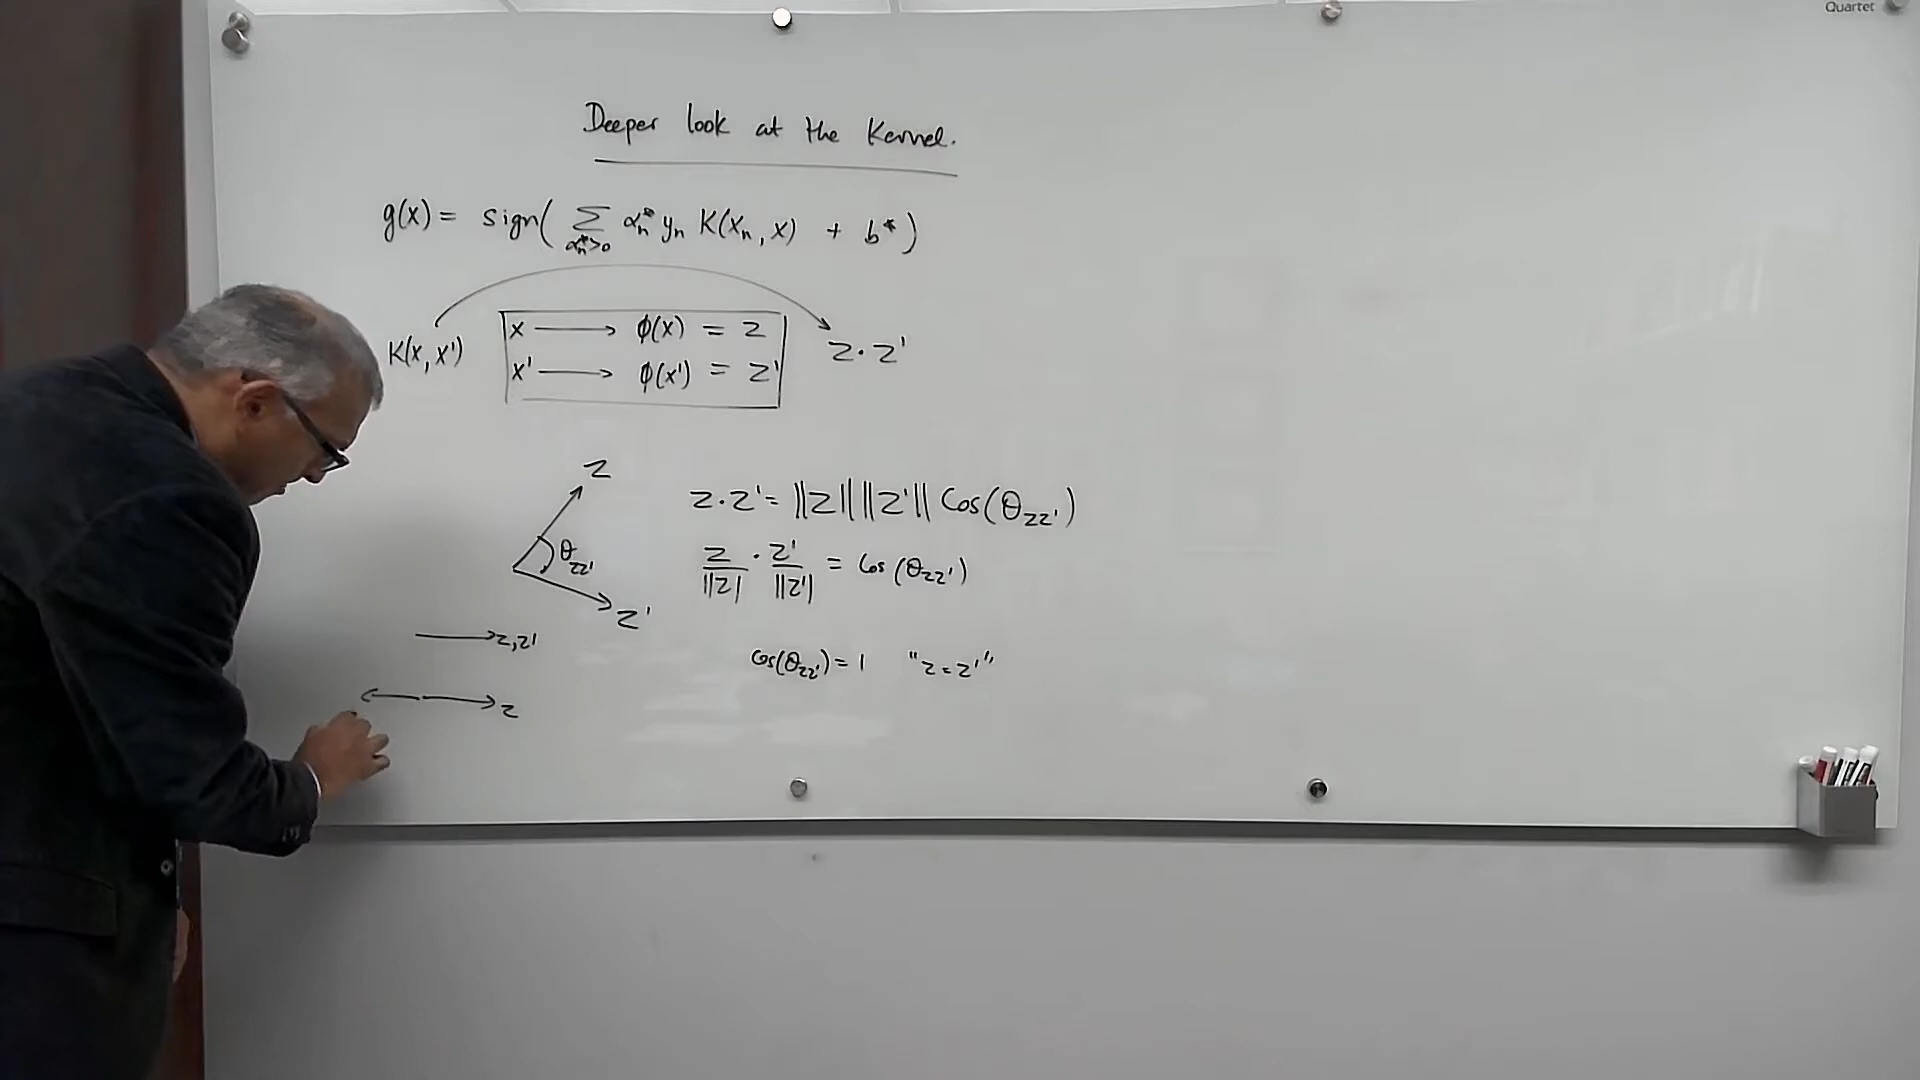 Quartet
Deeper look at the Kernel.
g(x) = sign( ∑ αₙ* yₙ K(xₙ, x) + b* )
αₙ*>0
K(x, x')
x ⟶ ϕ(x) = z
x' ⟶ ϕ(x') = z'
z · z'
z
θzz'
z'
z · z' = ||z|| ||z'|| Cos(θzz')
z/||z| · z'/||z'| = Cos(θzz')
z, z'
Cos(θzz') = 1 "z = z'"
z